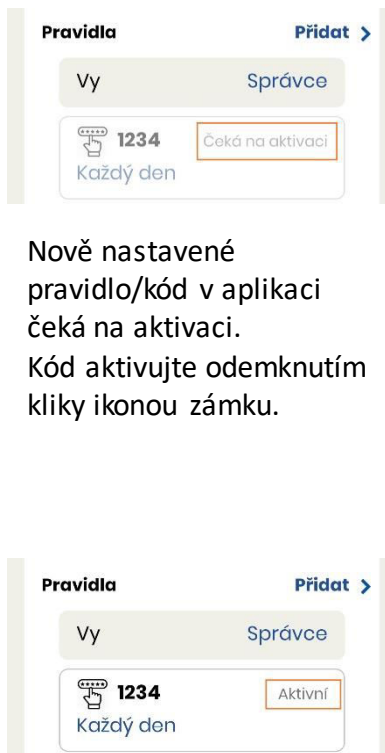 Pravidla Přidat >
Vy Správce
1234 Čeká na aktivaci
Každý den
Nově nastavené
pravidlo/kód v aplikaci
čeká na aktivaci.
Kód aktivujte odemknutím
kliky ikonou zámku.
Pravidla Přidat >
Vy Správce
1234 Aktivní
Každý den